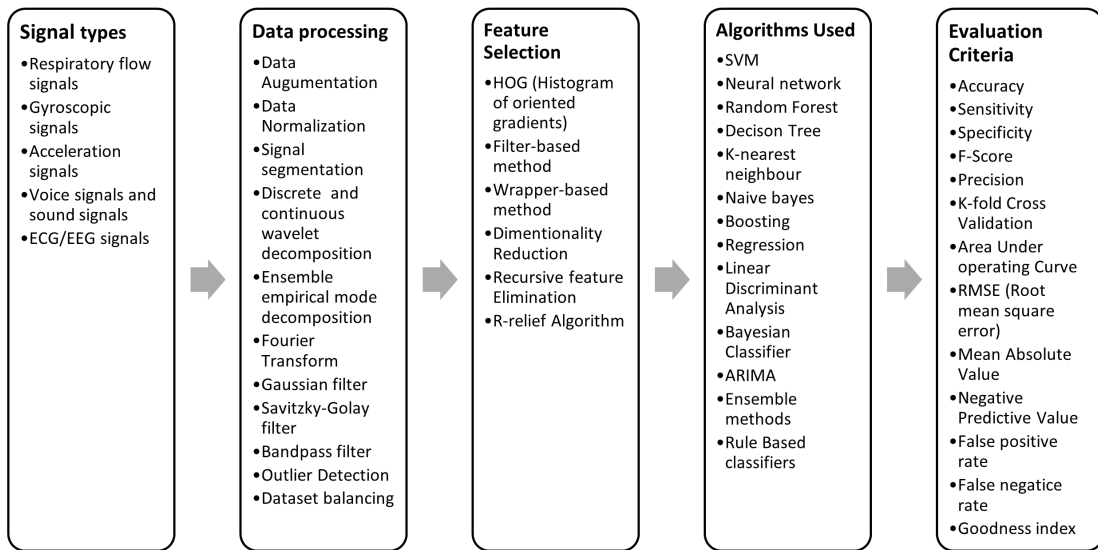 Signal types
•Respiratory flow
signals
•Gyroscopic
signals
•Acceleration
signals
•Voice signals and
sound signals
•ECG/EEG signals
Data processing
•Data
Augumentation
•Data
Normalization
•Signal
segmentation
•Discrete and
continuous
wavelet
decomposition
•Ensemble
empirical mode
decomposition
•Fourier
Transform
•Gaussian filter
•Savitzky-Golay
filter
•Bandpass filter
•Outlier Detection
•Dataset balancing
Feature
Selection
•HOG (Histogram
of oriented
gradients)
•Filter-based
method
•Wrapper-based
method
•Dimentionality
Reduction
•Recursive feature
Elimination
•R-relief Algorithm
Algorithms Used
•SVM
•Neural network
•Random Forest
•Decison Tree
•K-nearest
neighbour
•Naive bayes
•Boosting
•Regression
•Linear
Discriminant
Analysis
•Bayesian
Classifier
•ARIMA
•Ensemble
methods
•Rule Based
classifiers
Evaluation
Criteria
•Accuracy
•Sensitivity
•Specificity
•F-Score
•Precision
•K-fold Cross
Validation
•Area Under
operating Curve
•RMSE (Root
mean square
error)
•Mean Absolute
Value
•Negative
Predictive Value
•False positive
rate
•False negatice
rate
•Goodness index